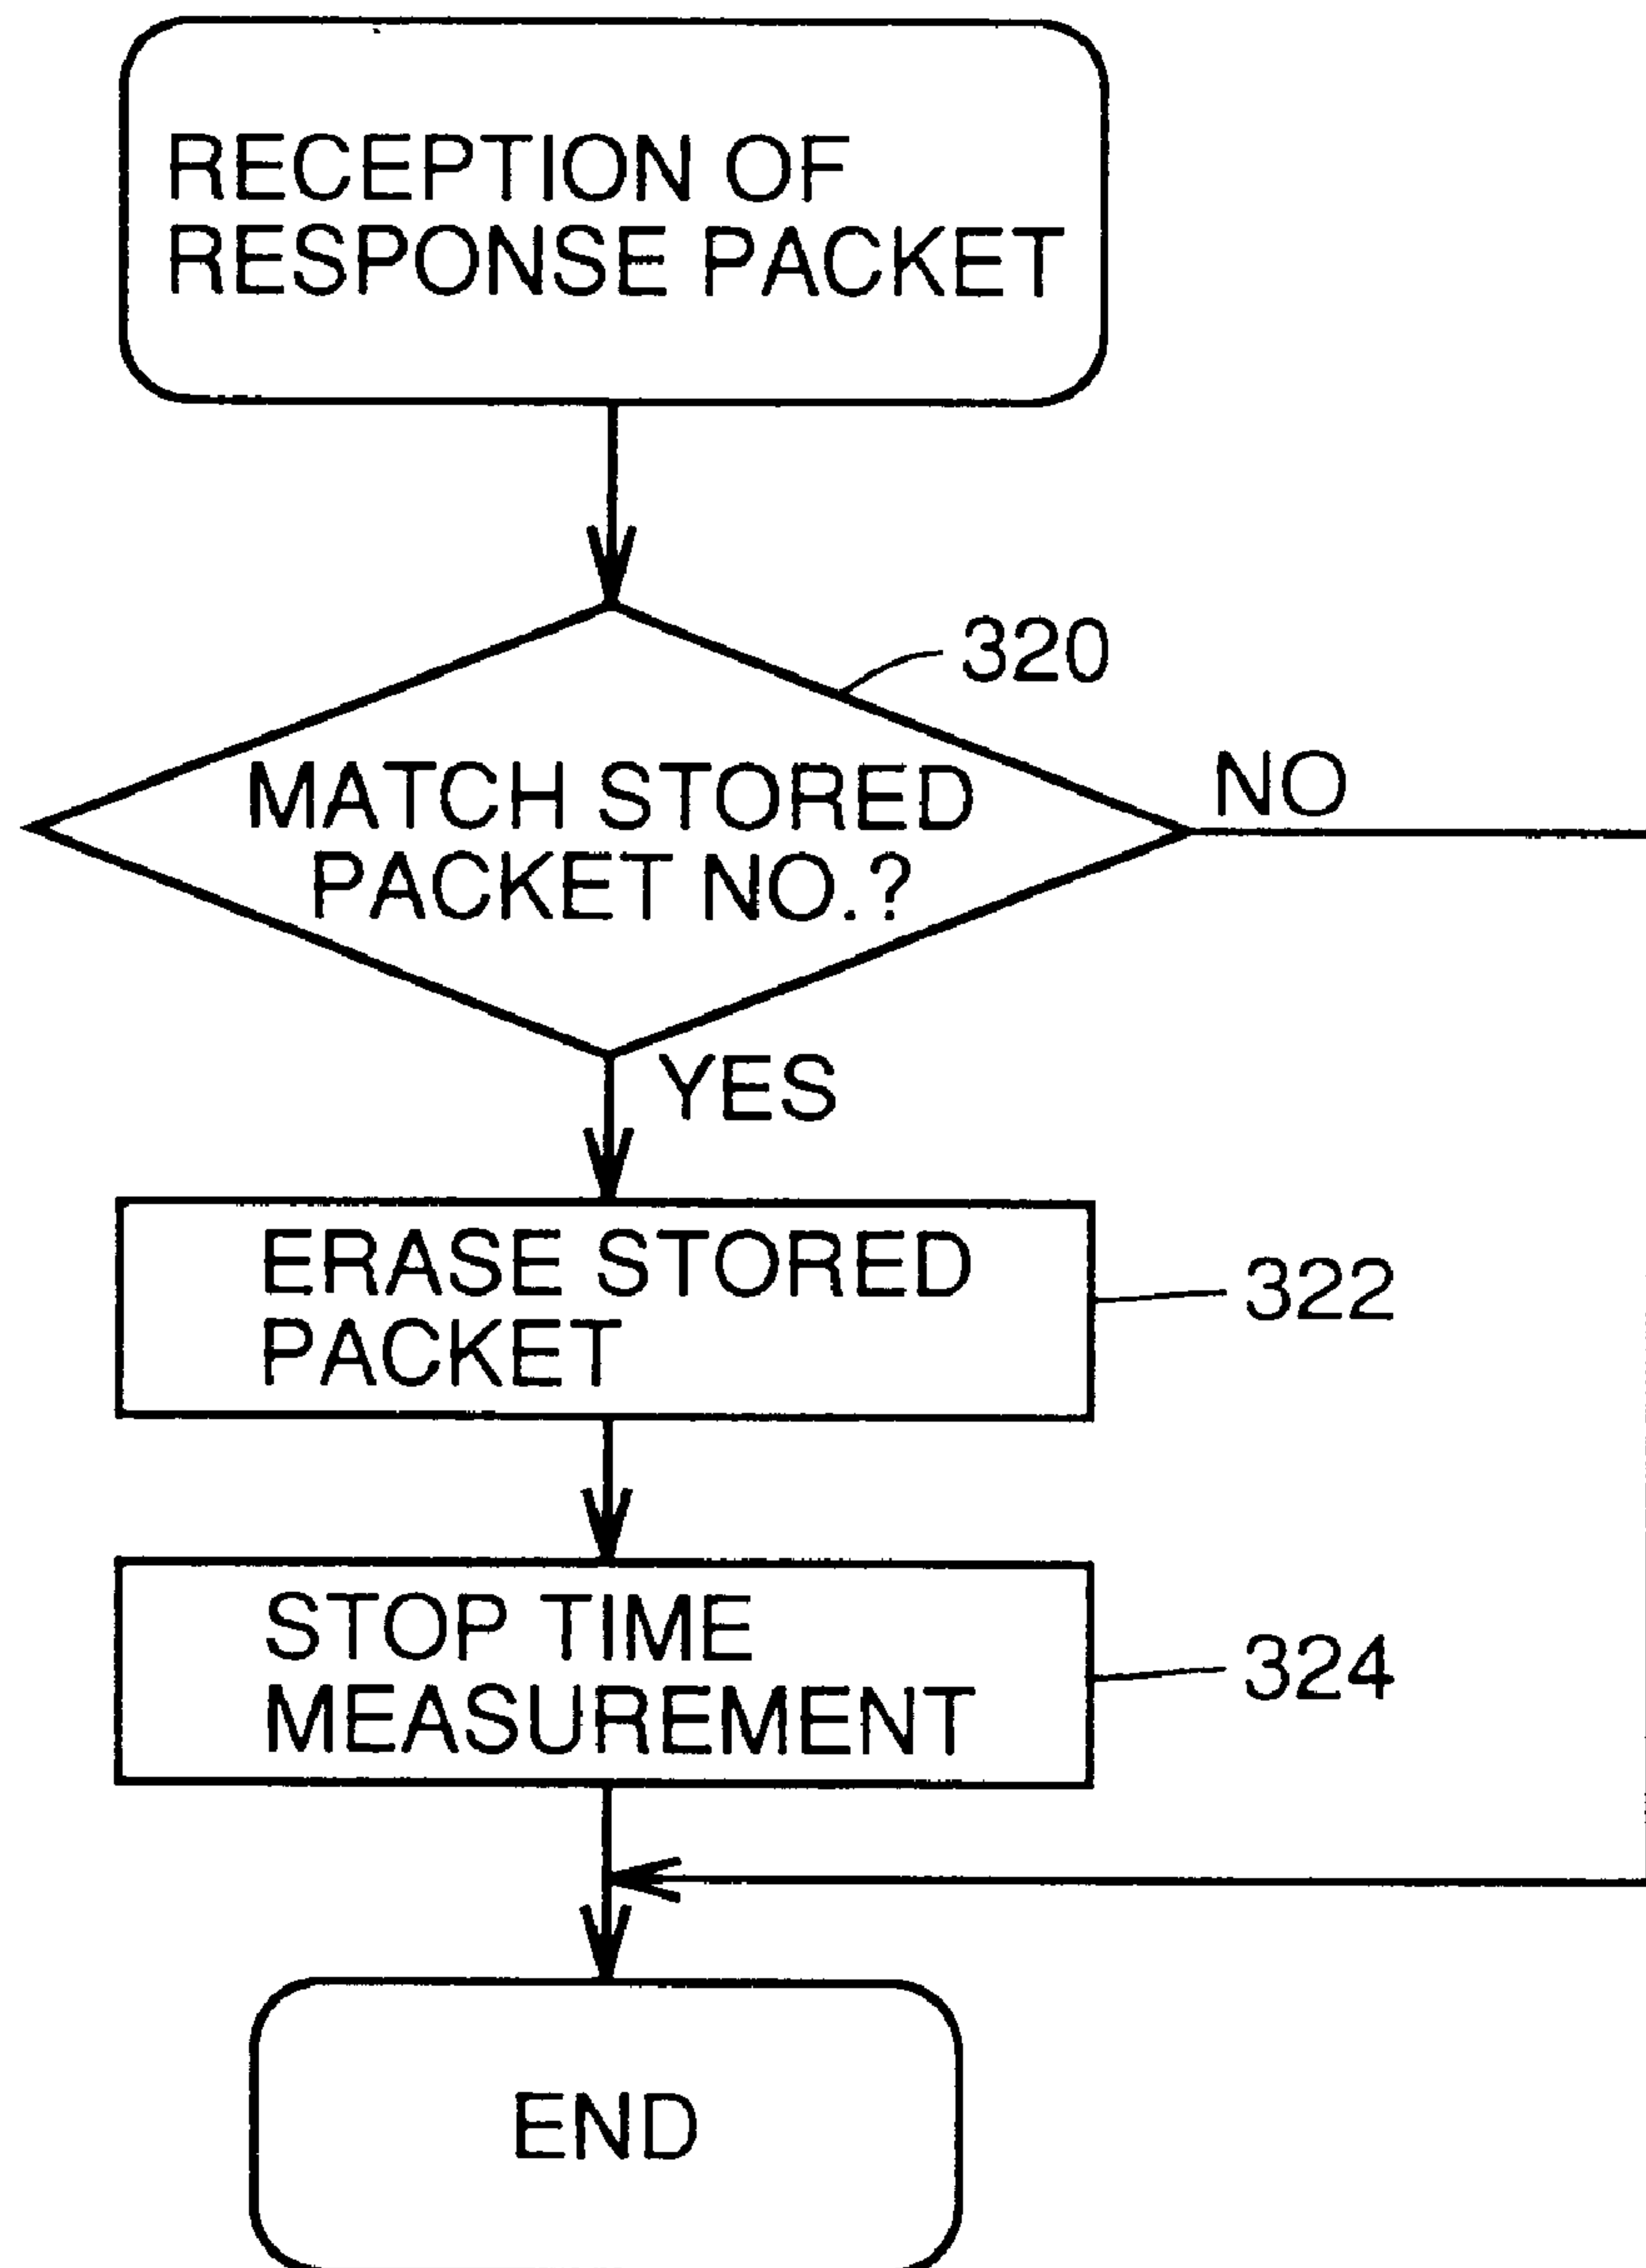 RECEPTION OF
RESPONSE PACKET
320
MATCH STORED
PACKET NO.?
NO
YES
ERASE STORED
PACKET
322
STOP TIME
MEASUREMENT
324
END